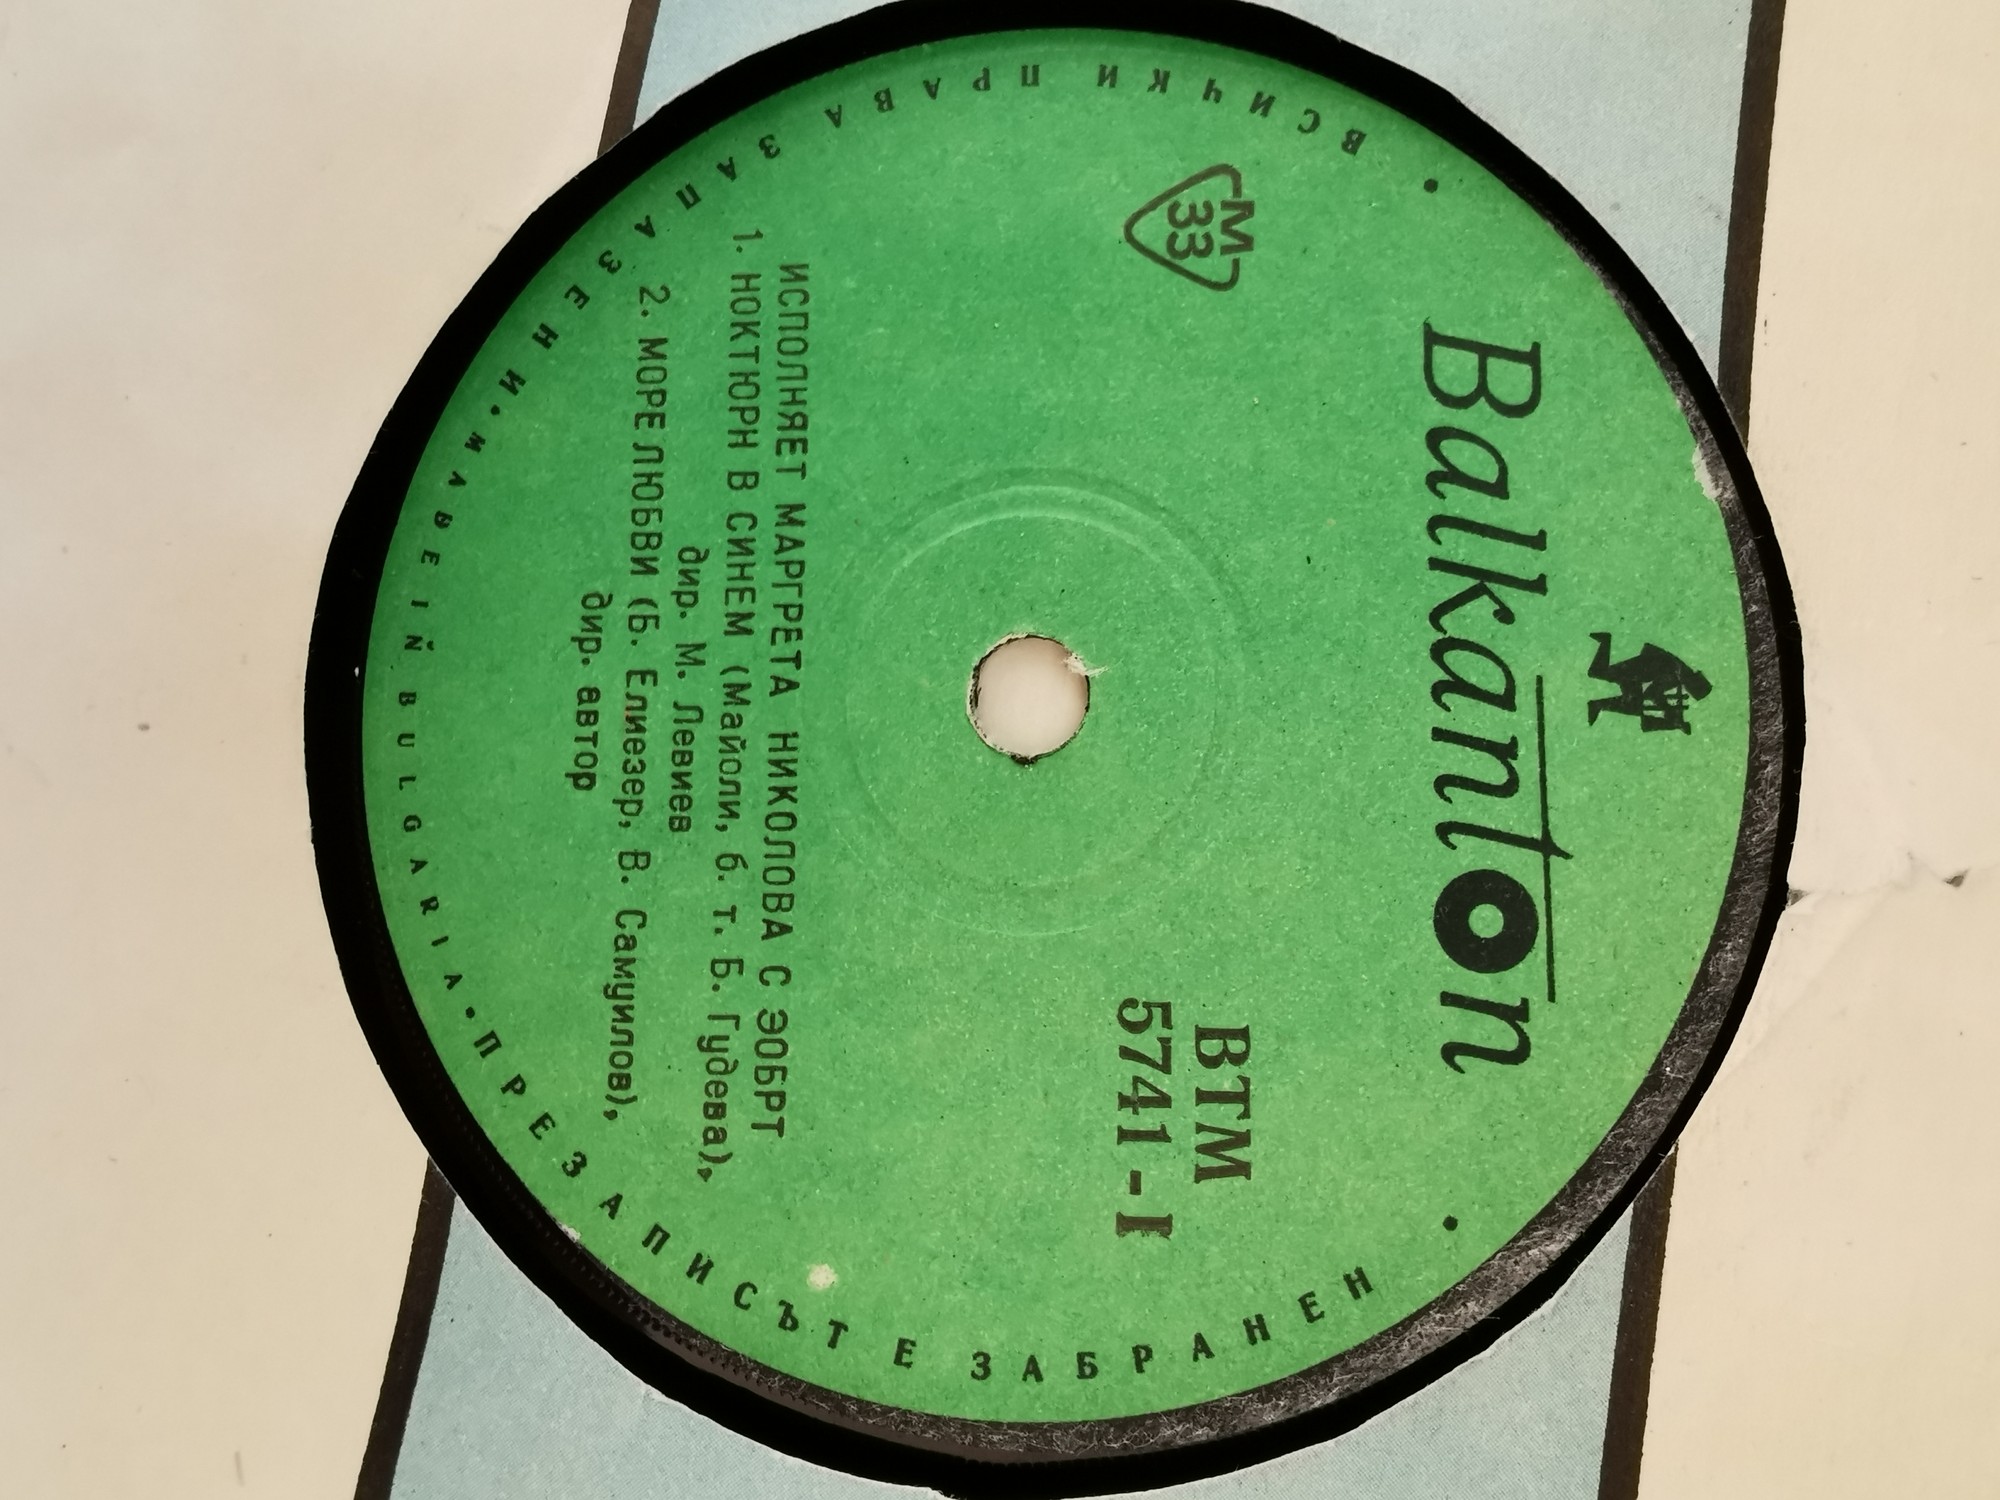 Balkanton
М
33
ВТМ
5741-I
ИСПОЛНЯЕТ МАРГРЕТА НИКОЛОВА С ЭОБРТ
1. НОКТЮРН В СИНЕМ (Майоли, б. т. Б. Гудева),
дир. М. Левиев
2. МОРЕ ЛЮБВИ (Б. Елиезер, В. Самуилов),
дир. автор
• ВСИЧКИ ПРАВА ЗАПАЗЕНИ • MADE IN BULGARIA • ПРЕЗАПИСЪТ Е ЗАБРАНЕН •